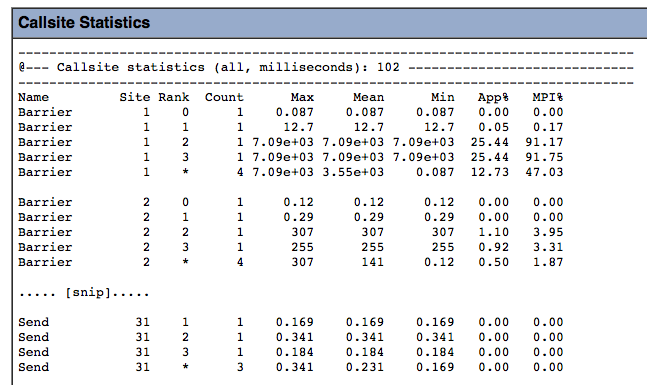 Callsite Statistics
---------------------------------------------------------------------------
@--- Callsite statistics (all, milliseconds): 102 ----------------------------
---------------------------------------------------------------------------
Name Site Rank Count Max Mean Min App% MPI%
Barrier 1 0 1 0.087 0.087 0.087 0.00 0.00
Barrier 1 1 1 12.7 12.7 12.7 0.05 0.17
Barrier 1 2 1 7.09e+03 7.09e+03 7.09e+03 25.44 91.17
Barrier 1 3 1 7.09e+03 7.09e+03 7.09e+03 25.44 91.75
Barrier 1 * 4 7.09e+03 3.55e+03 0.087 12.73 47.03
Barrier 2 0 1 0.12 0.12 0.12 0.00 0.00
Barrier 2 1 1 0.29 0.29 0.29 0.00 0.00
Barrier 2 2 1 307 307 307 1.10 3.95
Barrier 2 3 1 255 255 255 0.92 3.31
Barrier 2 * 4 307 141 0.12 0.50 1.87
..... [snip].....
Send 31 1 1 0.169 0.169 0.169 0.00 0.00
Send 31 2 1 0.341 0.341 0.341 0.00 0.00
Send 31 3 1 0.184 0.184 0.184 0.00 0.00
Send 31 * 3 0.341 0.231 0.169 0.00 0.00